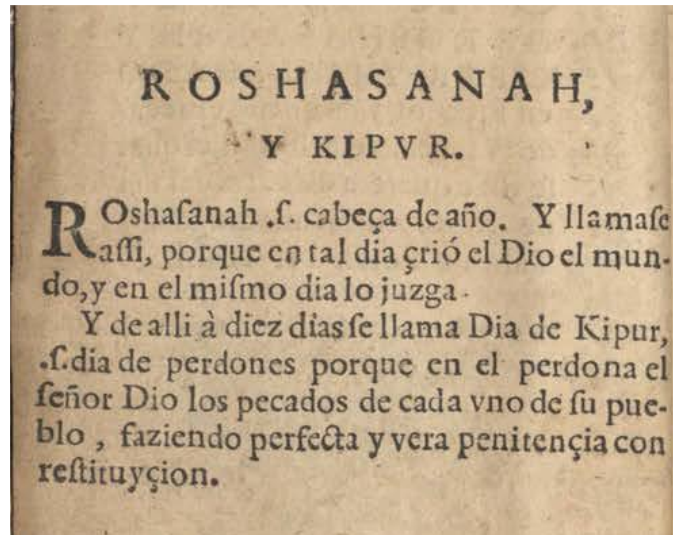 ROSHASANAH,
Y KIPVR.
ROshaſanah .ſ. cabeça de año. Y llamaſe
aſſi, porque en tal dia çrió el Dio el mun-
do, y en el miſmo dia lo juzga.
Y de alli à diez dias ſe llama Dia de Kipur,
.ſ. dia de perdones porque en el perdona el
ſeñor Dio los pecados de cada vno de ſu pue-
blo , faziendo perfecta y vera penitençia con
reſtituyçion.